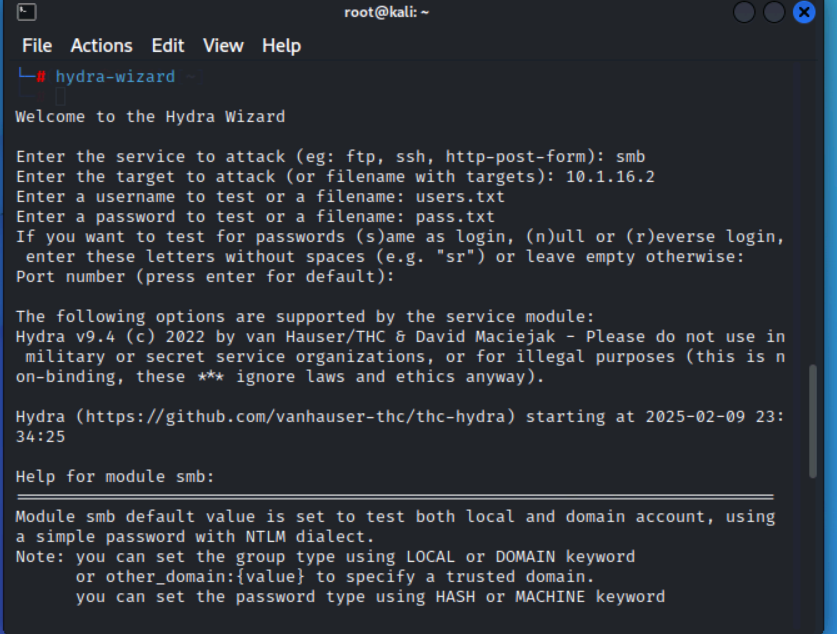 root@kali: ~
File Actions Edit View Help
└─# hydra-wizard
Welcome to the Hydra Wizard
Enter the service to attack (eg: ftp, ssh, http-post-form): smb
Enter the target to attack (or filename with targets): 10.1.16.2
Enter a username to test or a filename: users.txt
Enter a password to test or a filename: pass.txt
If you want to test for passwords (s)ame as login, (n)ull or (r)everse login,
enter these letters without spaces (e.g. "sr") or leave empty otherwise:
Port number (press enter for default):
The following options are supported by the service module:
Hydra v9.4 (c) 2022 by van Hauser/THC & David Maciejak - Please do not use in
military or secret service organizations, or for illegal purposes (this is n
on-binding, these *** ignore laws and ethics anyway).
Hydra (https://github.com/vanhauser-thc/thc-hydra) starting at 2025-02-09 23:
34:25
Help for module smb:
================================================================
Module smb default value is set to test both local and domain account, using
a simple password with NTLM dialect.
Note: you can set the group type using LOCAL or DOMAIN keyword
or other_domain:{value} to specify a trusted domain.
you can set the password type using HASH or MACHINE keyword